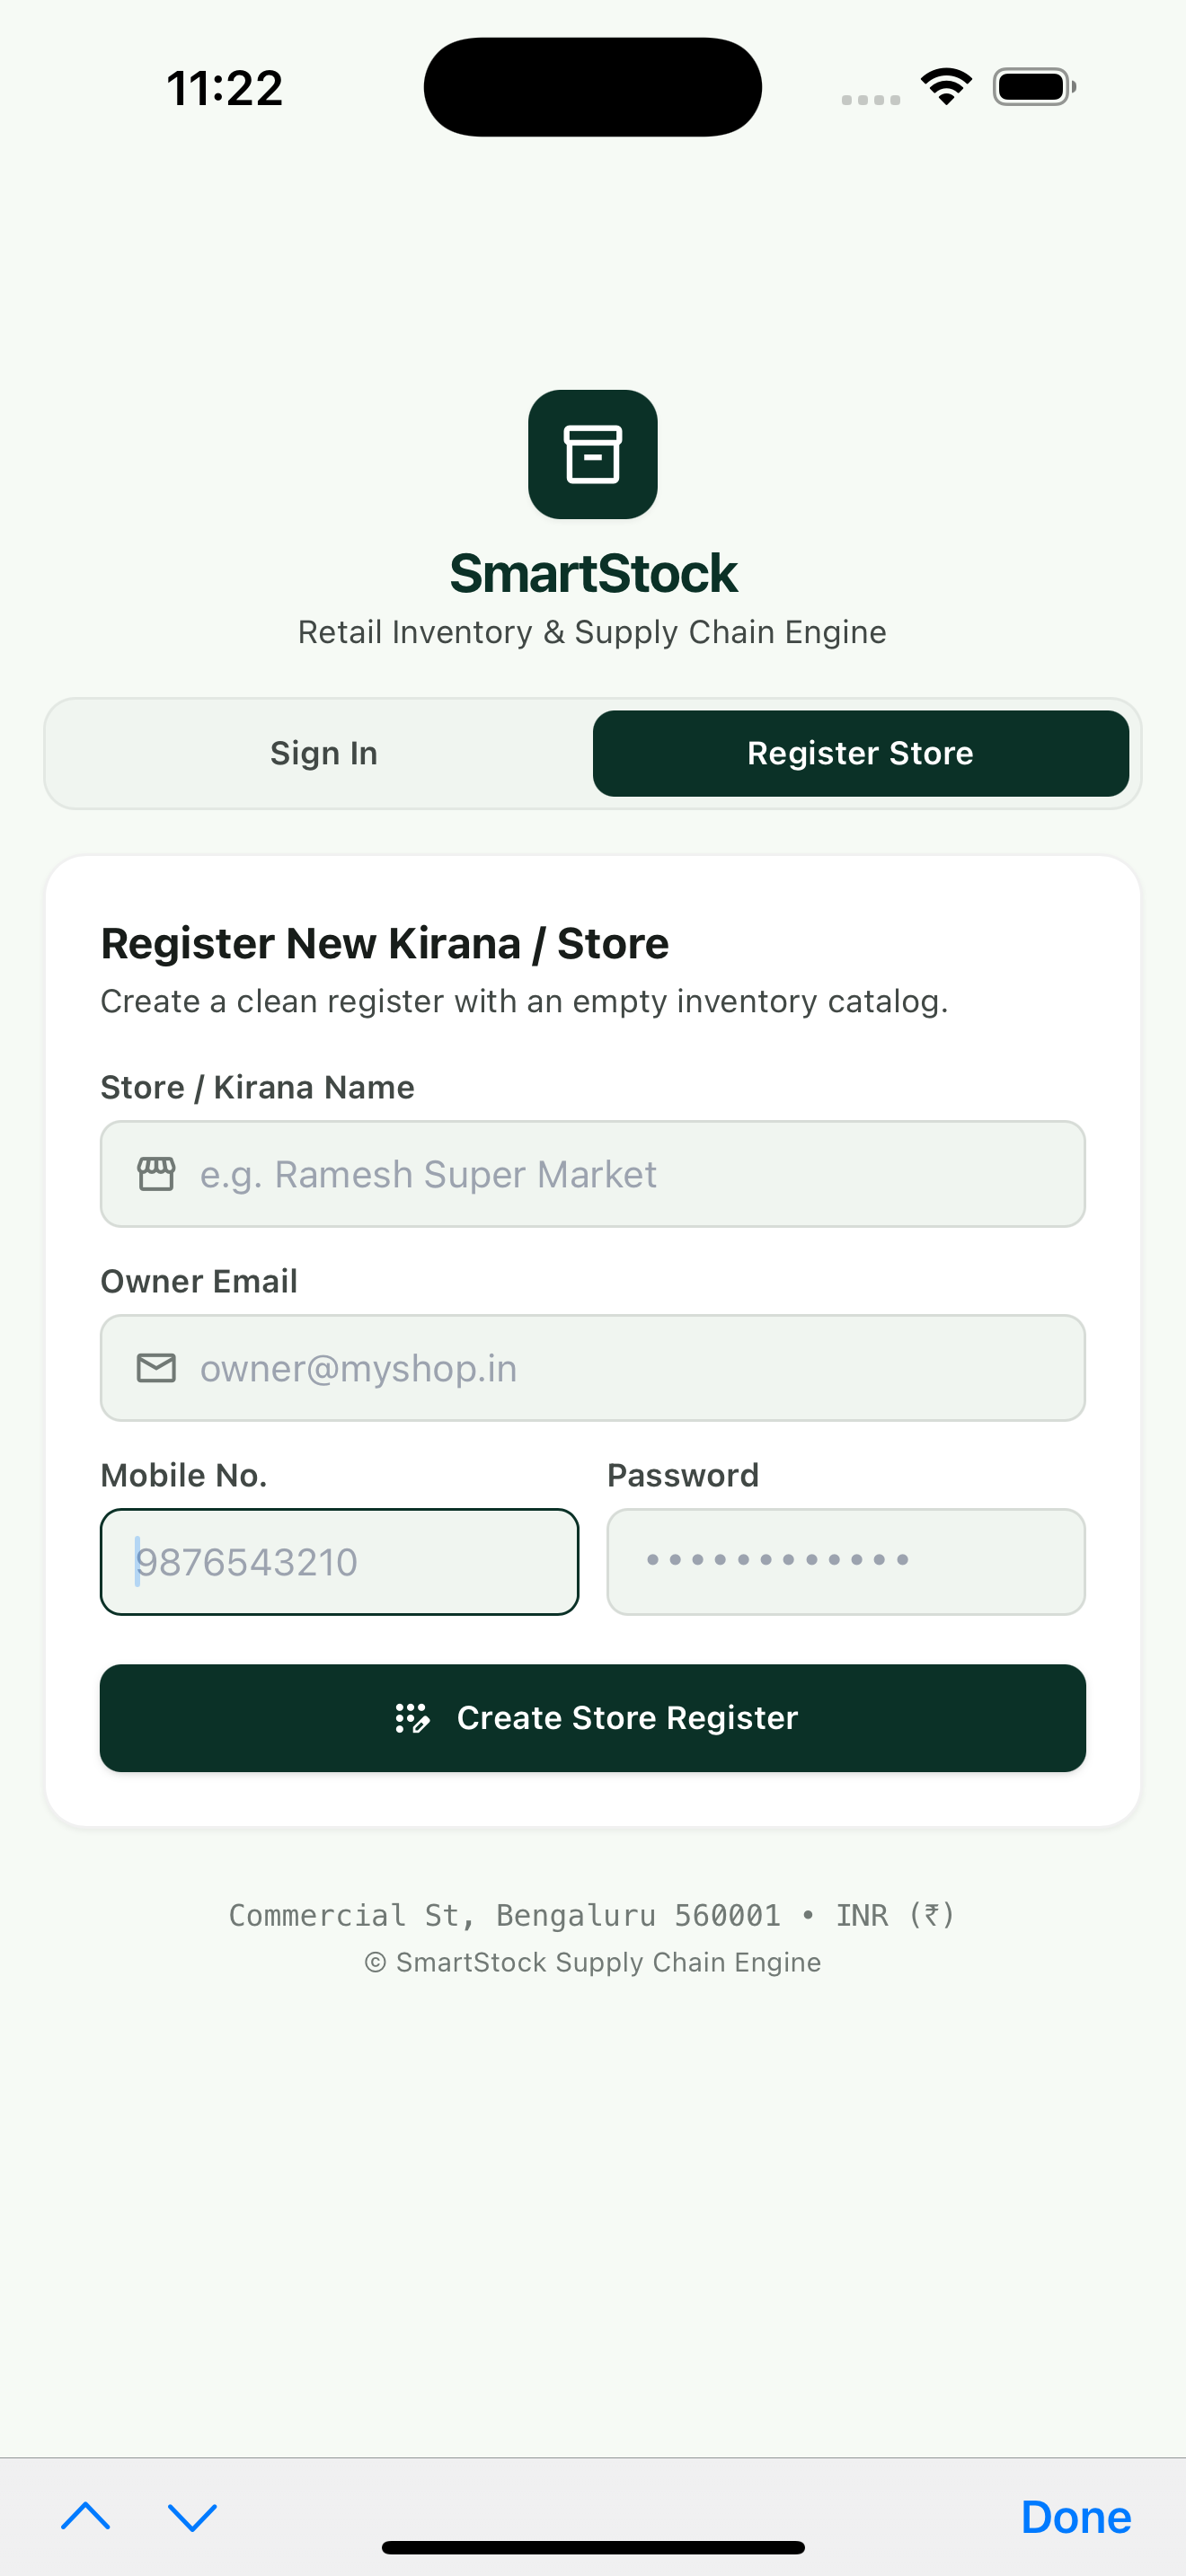 11:22
SmartStock
Retail Inventory & Supply Chain Engine
Sign In
Register Store
Register New Kirana / Store
Create a clean register with an empty inventory catalog.
Store / Kirana Name
e.g. Ramesh Super Market
Owner Email
owner@myshop.in
Mobile No.
Password
9876543210
••••••••••••
Create Store Register
Commercial St, Bengaluru 560001 • INR (₹)
© SmartStock Supply Chain Engine
Done